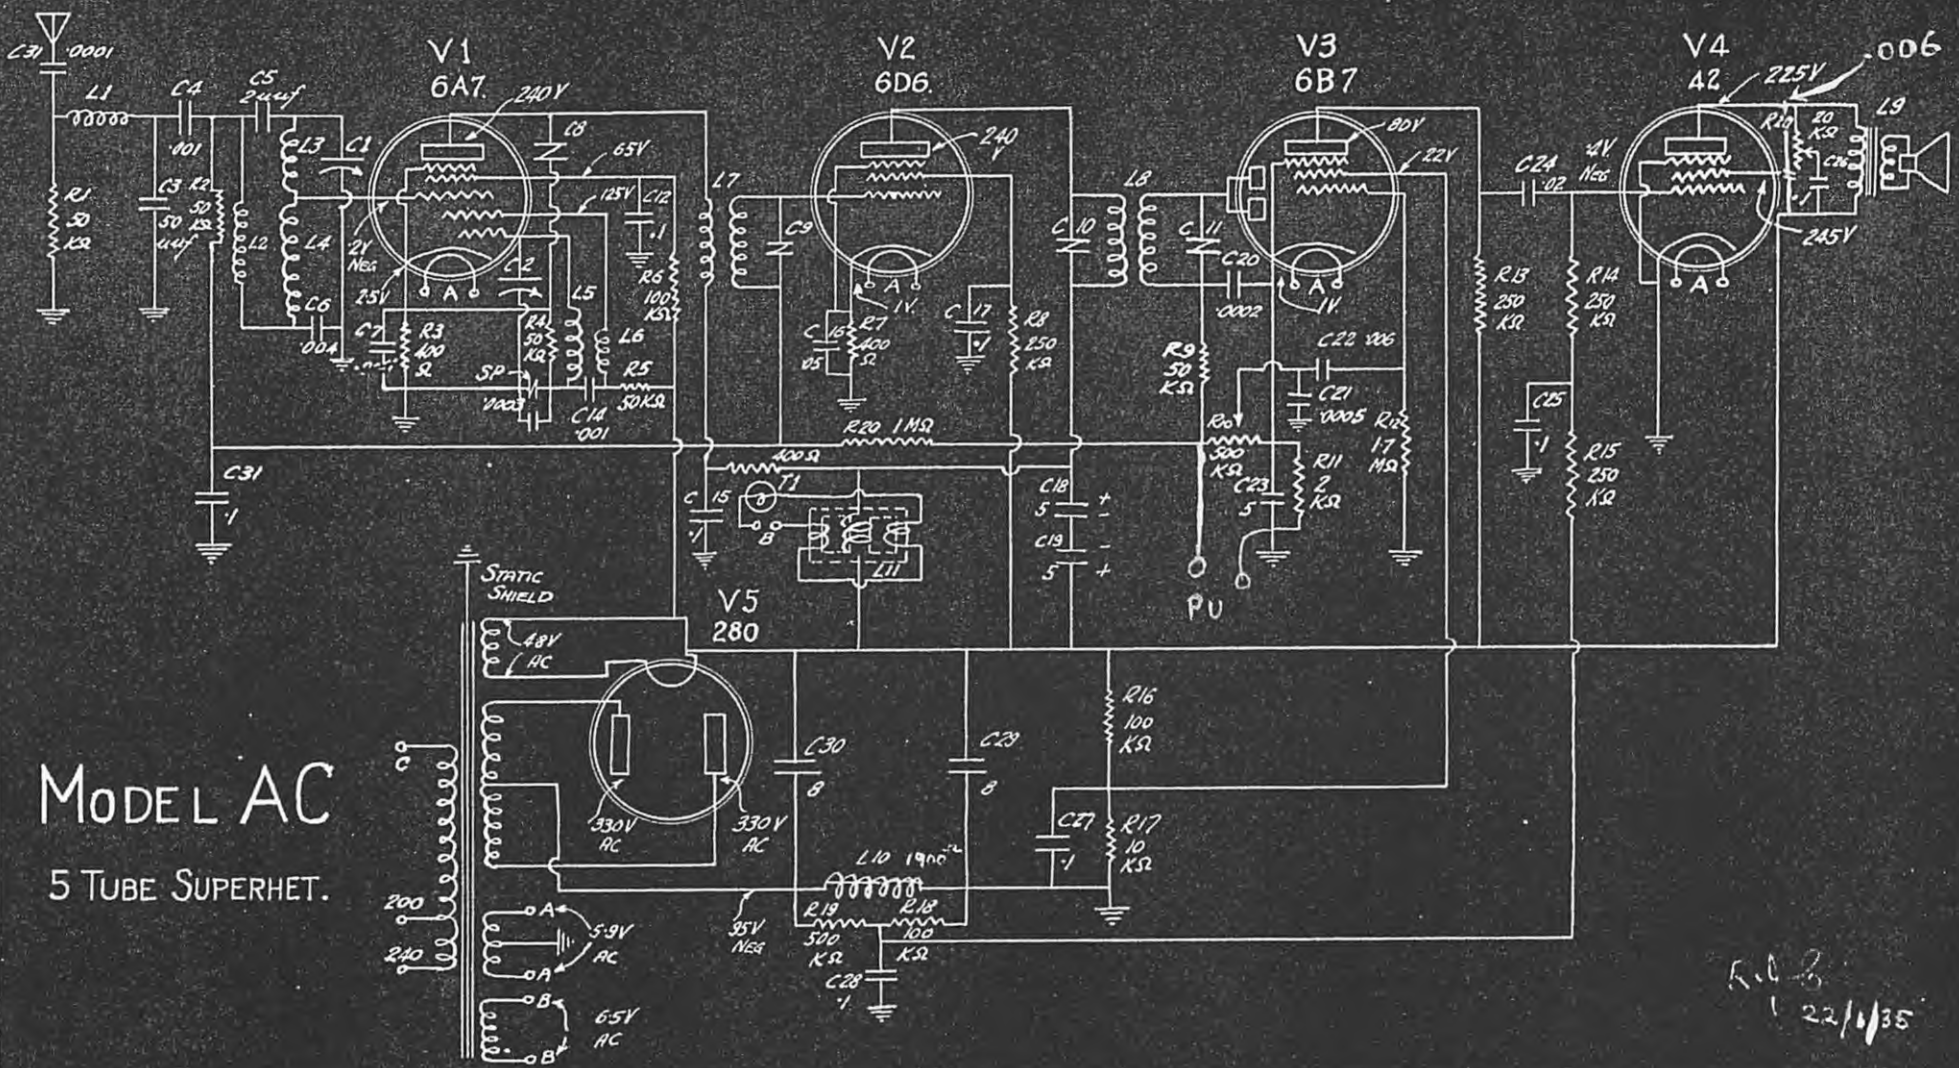 C31 .0001
L1
C4
.001
C5
2uuf
V1
6A7.
240V
C8
65V
125V
V2
6D6.
240
V
V3
6B7
80V
22V
V4
42
225V
.006
R20
20
KΩ
C26
.1
L9
245V
R1
50
KΩ
C3
50
uuf
R2
50
KΩ
L2
L3
L4
C1
2V
NEG
25V
C6
.004
C7
R3
400
Ω
A
C2
R4
50
KΩ
L5
L6
SP
.0003
C14
.001
R5
50KΩ
C12
.1
R6
100
KΩ
L7
C9
A
1V.
C16
.05
R7
400
Ω
C17
.1
R8
250
KΩ
C10
L8
C11
C20
.0002
A
1V.
R9
50
KΩ
C22 .006
C21
.0005
R10
500
KΩ
R11
2
KΩ
R12
1.7
MΩ
C23
5
C24
.02
4V.
NEG
R13
250
KΩ
R14
250
KΩ
A
C25
.1
R15
250
KΩ
R20 1MΩ
400Ω
C31
.1
C15
.1
T1
B
L11
C18
5
+
-
C19
5
-
+
PU
STATIC
SHIELD
48V
AC
V5
280
330V
AC
330V
AC
C30
8
C29
8
R16
100
KΩ
R17
10
KΩ
C27
.1
L10 1900Ω
R19
500
KΩ
R18
100
KΩ
C28
.1
95V
NEG
MODEL AC
5 TUBE SUPERHET.
C
200
240
A
5.9V
AC
A
B
6.5V
AC
B
22/1/35